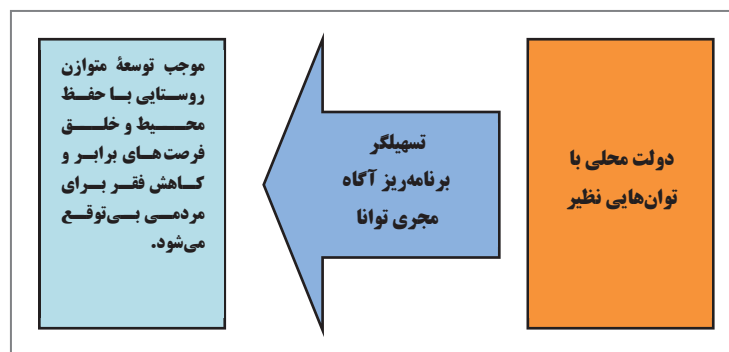 دولت محلی با
توان‌هایی نظیر
تسهیلگر
برنامه‌ریز آگاه
مجری توانا
موجب توسعهٔ متوازن
روستایی با حفظ
محیط و خلق
فرصت‌های برابر و
کاهش فقر برای
مردمی بی‌توقع
می‌شود.